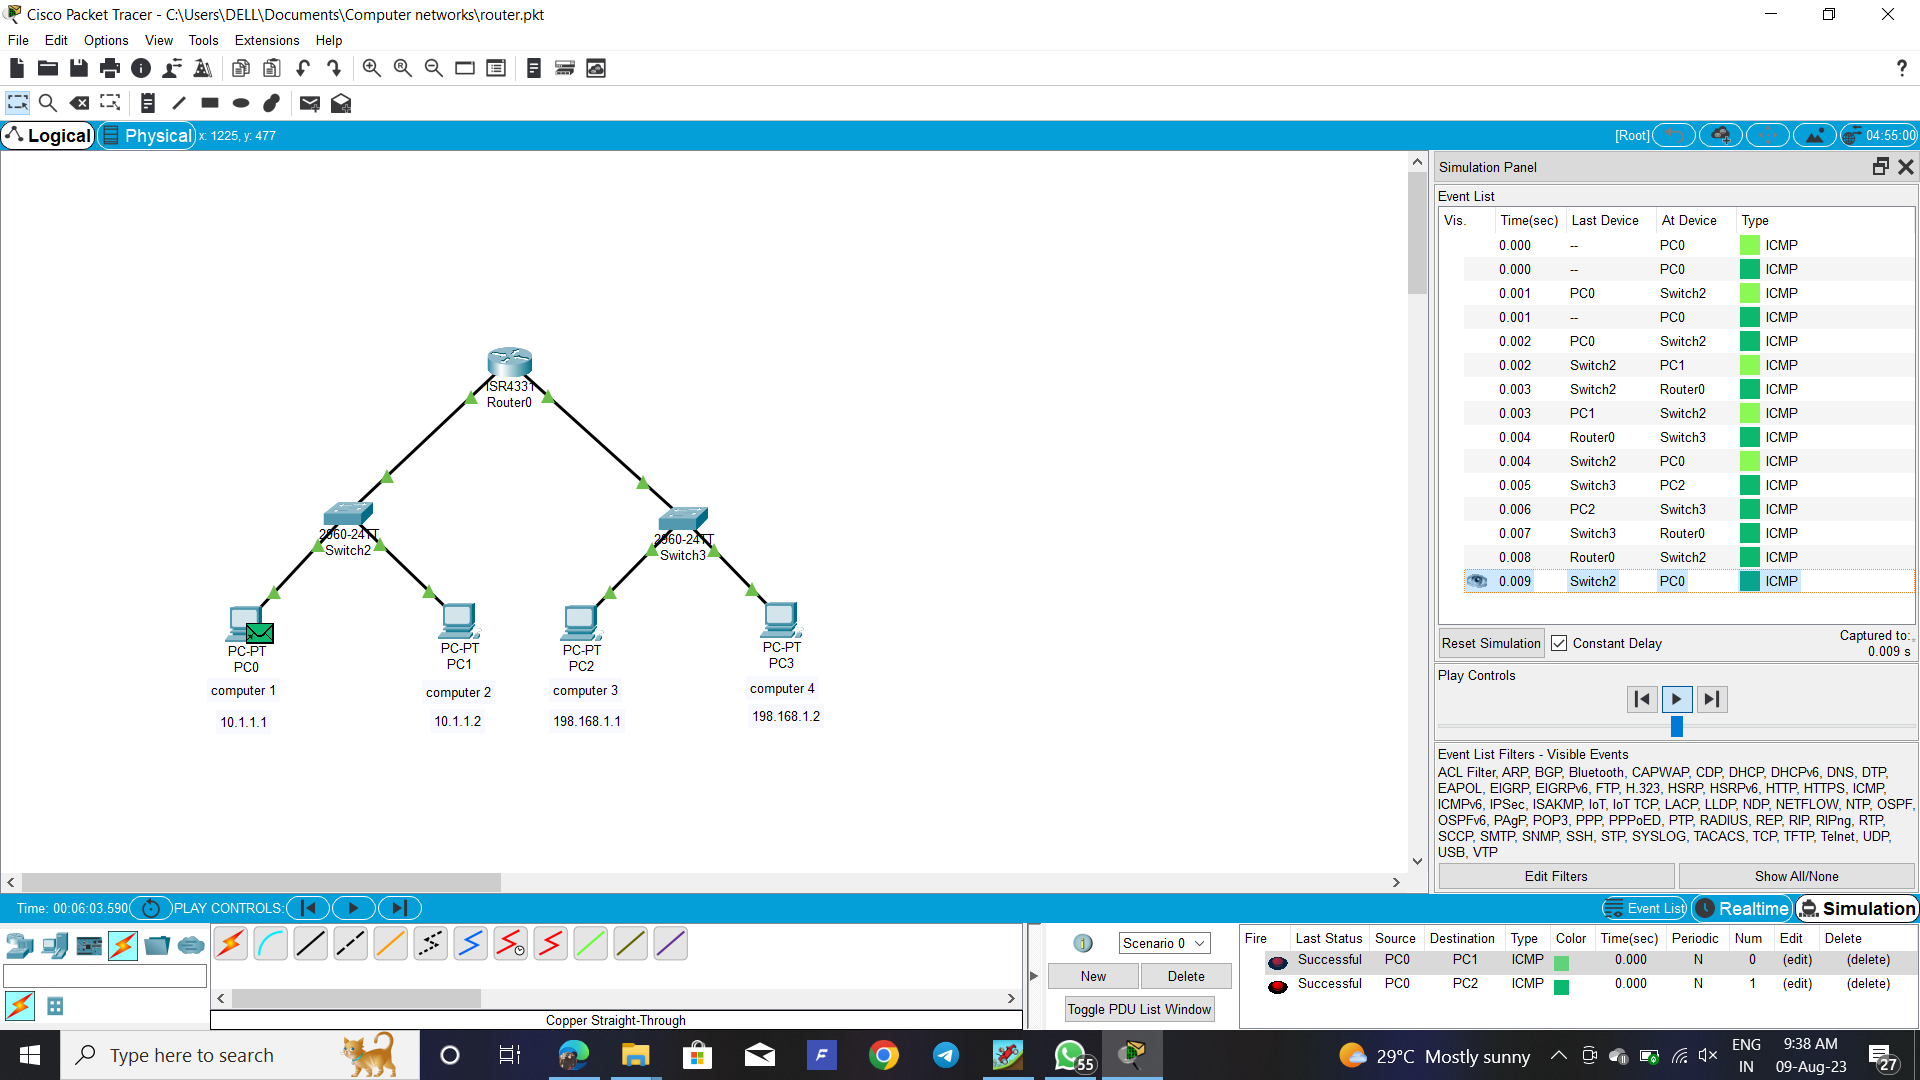 Cisco Packet Tracer - C:\Users\DELL\Documents\Computer networks\router.pkt
File Edit Options View Tools Extensions Help
Logical Physical x: 1225, y: 477 [Root] 04:55:00
ISR4331
Router0
2960-24TT
Switch2
2960-24TT
Switch3
PC-PT
PC0
PC-PT
PC1
PC-PT
PC2
PC-PT
PC3
computer 1
computer 2
computer 3
computer 4
10.1.1.1
10.1.1.2
198.168.1.1
198.168.1.2
Simulation Panel
Event List
Vis. Time(sec) Last Device At Device Type
0.000 -- PC0 ICMP
0.000 -- PC0 ICMP
0.001 PC0 Switch2 ICMP
0.001 -- PC0 ICMP
0.002 PC0 Switch2 ICMP
0.002 Switch2 PC1 ICMP
0.003 Switch2 Router0 ICMP
0.003 PC1 Switch2 ICMP
0.004 Router0 Switch3 ICMP
0.004 Switch2 PC0 ICMP
0.005 Switch3 PC2 ICMP
0.006 PC2 Switch3 ICMP
0.007 Switch3 Router0 ICMP
0.008 Router0 Switch2 ICMP
0.009 Switch2 PC0 ICMP
Reset Simulation Constant Delay Captured to:
0.009 s
Play Controls
Event List Filters - Visible Events
ACL Filter, ARP, BGP, Bluetooth, CAPWAP, CDP, DHCP, DHCPv6, DNS, DTP,
EAPOL, EIGRP, EIGRPv6, FTP, H.323, HSRP, HSRPv6, HTTP, HTTPS, ICMP,
ICMPv6, IPSec, ISAKMP, IoT, IoT TCP, LACP, LLDP, NDP, NETFLOW, NTP, OSPF,
OSPFv6, PAgP, POP3, PPP, PPPoED, PTP, RADIUS, REP, RIP, RIPng, RTP,
SCCP, SMTP, SNMP, SSH, STP, SYSLOG, TACACS, TCP, TFTP, Telnet, UDP,
USB, VTP
Edit Filters Show All/None
Time: 00:06:03.590 PLAY CONTROLS: Event List Realtime Simulation
Scenario 0
New Delete
Toggle PDU List Window
Copper Straight-Through
Fire Last Status Source Destination Type Color Time(sec) Periodic Num Edit Delete
Successful PC0 PC1 ICMP 0.000 N 0 (edit) (delete)
Successful PC0 PC2 ICMP 0.000 N 1 (edit) (delete)
Type here to search
55
29°C Mostly sunny
ENG
IN
9:38 AM
09-Aug-23
27